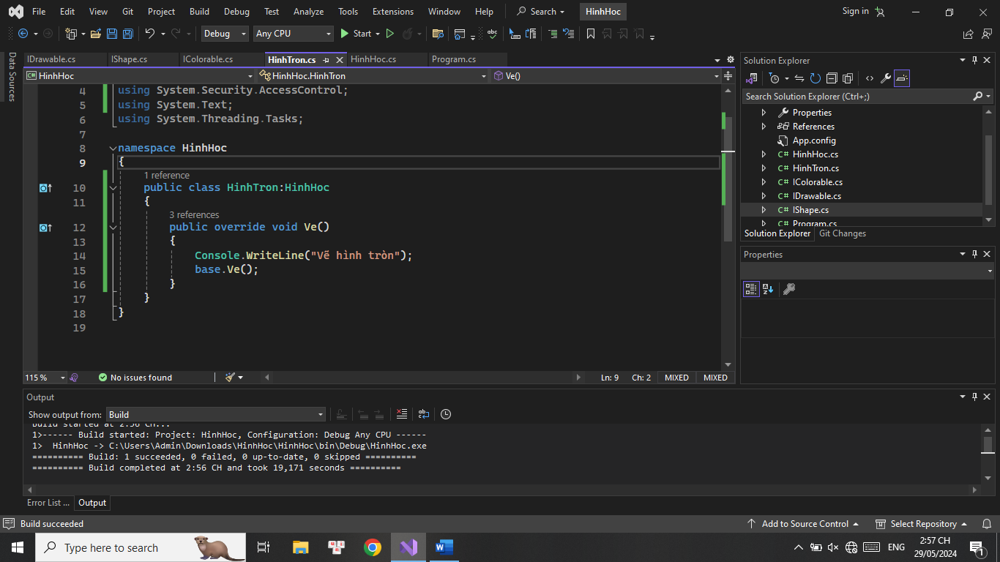 File Edit View Git Project Build Debug Test Analyze Tools Extensions Window Help Search HinhHoc Sign in
Debug Any CPU Start
Data Sources
IDrawable.cs IShape.cs IColorable.cs HinhTron.cs HinhHoc.cs Program.cs
HinhHoc HinhHoc.HinhTron Ve()
4 using System.Security.AccessControl;
5 using System.Text;
6 using System.Threading.Tasks;
7
8 namespace HinhHoc
9 {
1 reference
10 public class HinhTron:HinhHoc
11 {
3 references
12 public override void Ve()
13 {
14 Console.WriteLine("Vẽ hình tròn");
15 base.Ve();
16 }
17 }
18 }
19
115 % No issues found Ln: 9 Ch: 2 MIXED MIXED
Solution Explorer
Search Solution Explorer (Ctrl+;)
Properties
References
App.config
HinhHoc.cs
HinhTron.cs
IColorable.cs
IDrawable.cs
IShape.cs
Program.cs
Solution Explorer Git Changes
Properties
Output
Show output from: Build
Build started at 2:56 CH...
1>------ Build started: Project: HinhHoc, Configuration: Debug Any CPU ------
1> HinhHoc -> C:\Users\Admin\Downloads\HinhHoc\HinhHoc\bin\Debug\HinhHoc.exe
========== Build: 1 succeeded, 0 failed, 0 up-to-date, 0 skipped ==========
========== Build completed at 2:56 CH and took 19,171 seconds ==========
Error List ... Output
Build succeeded Add to Source Control Select Repository
Type here to search ENG 2:57 CH
29/05/2024 1